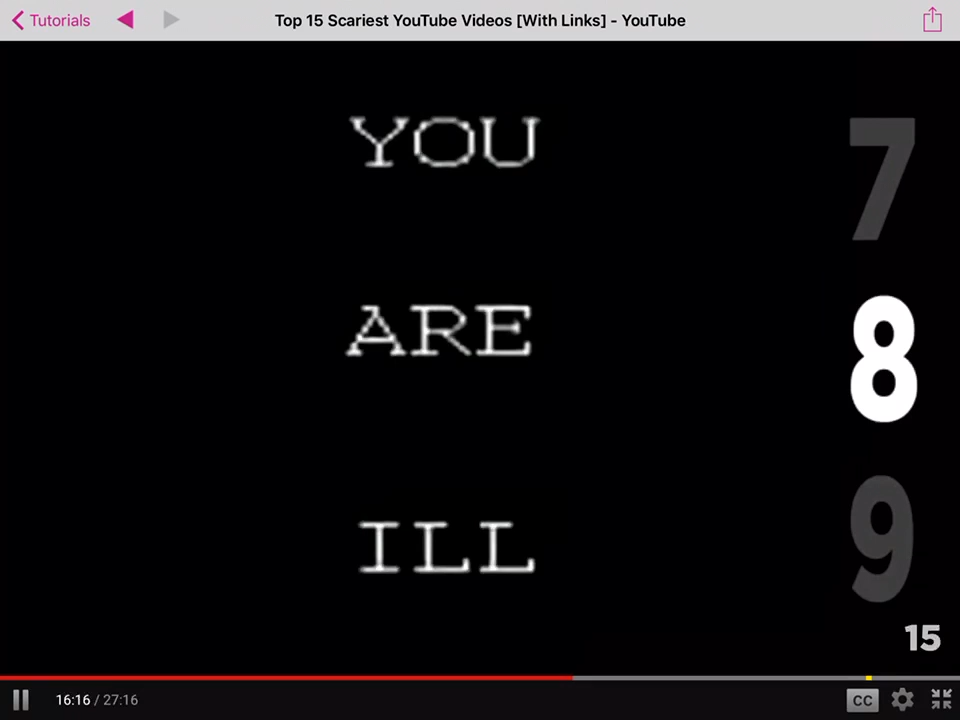 Tutorials
Top 15 Scariest YouTube Videos [With Links] - YouTube
YOU
7
ARE
8
ILL
9
15
16:16 / 27:16
CC